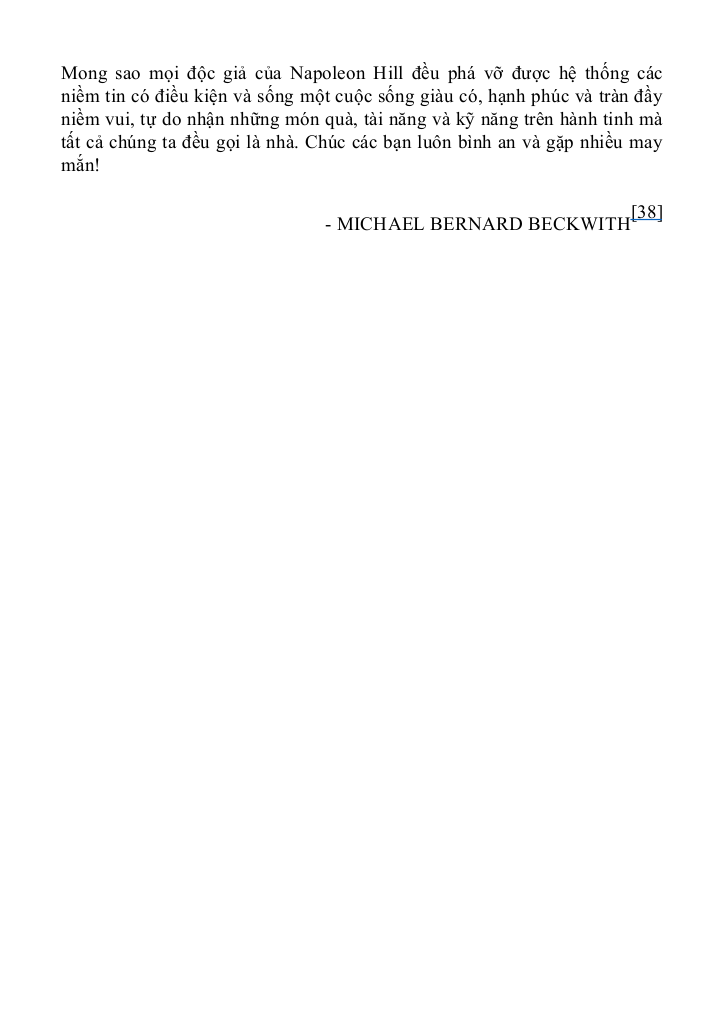 Mong sao mọi độc giả của Napoleon Hill đều phá vỡ được hệ thống các
niềm tin có điều kiện và sống một cuộc sống giàu có, hạnh phúc và tràn đầy
niềm vui, tự do nhận những món quà, tài năng và kỹ năng trên hành tinh mà
tất cả chúng ta đều gọi là nhà. Chúc các bạn luôn bình an và gặp nhiều may
mắn!
- MICHAEL BERNARD BECKWITH[38]